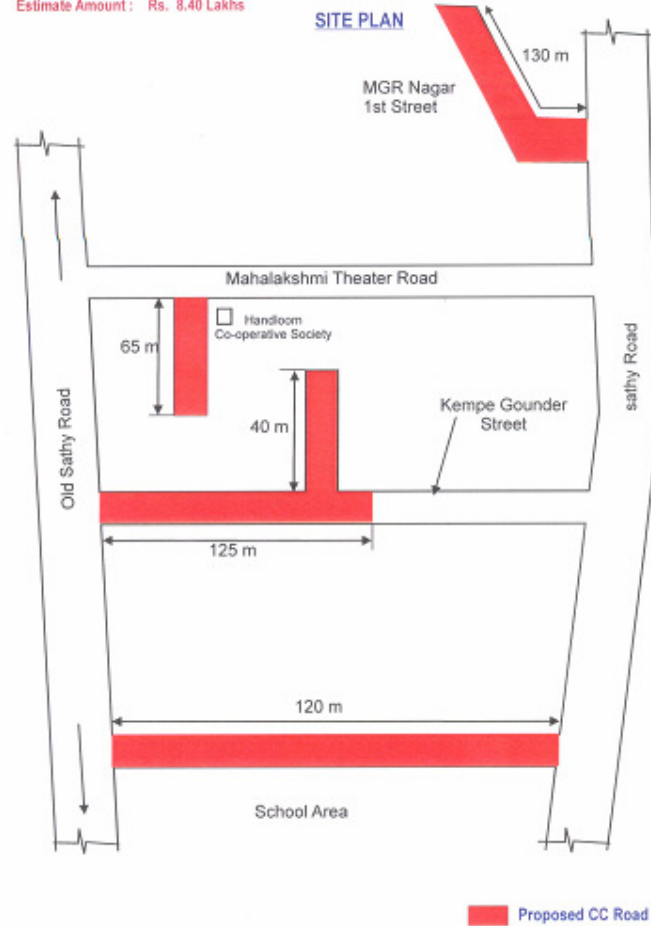 Estimate Amount : Rs. 8.40 Lakhs
SITE PLAN
130 m
MGR Nagar
1st Street
Mahalakshmi Theater Road
Handloom
Co-operative Society
65 m
40 m
Kempe Gounder
Street
sathy Road
Old Sathy Road
125 m
120 m
School Area
Proposed CC Road